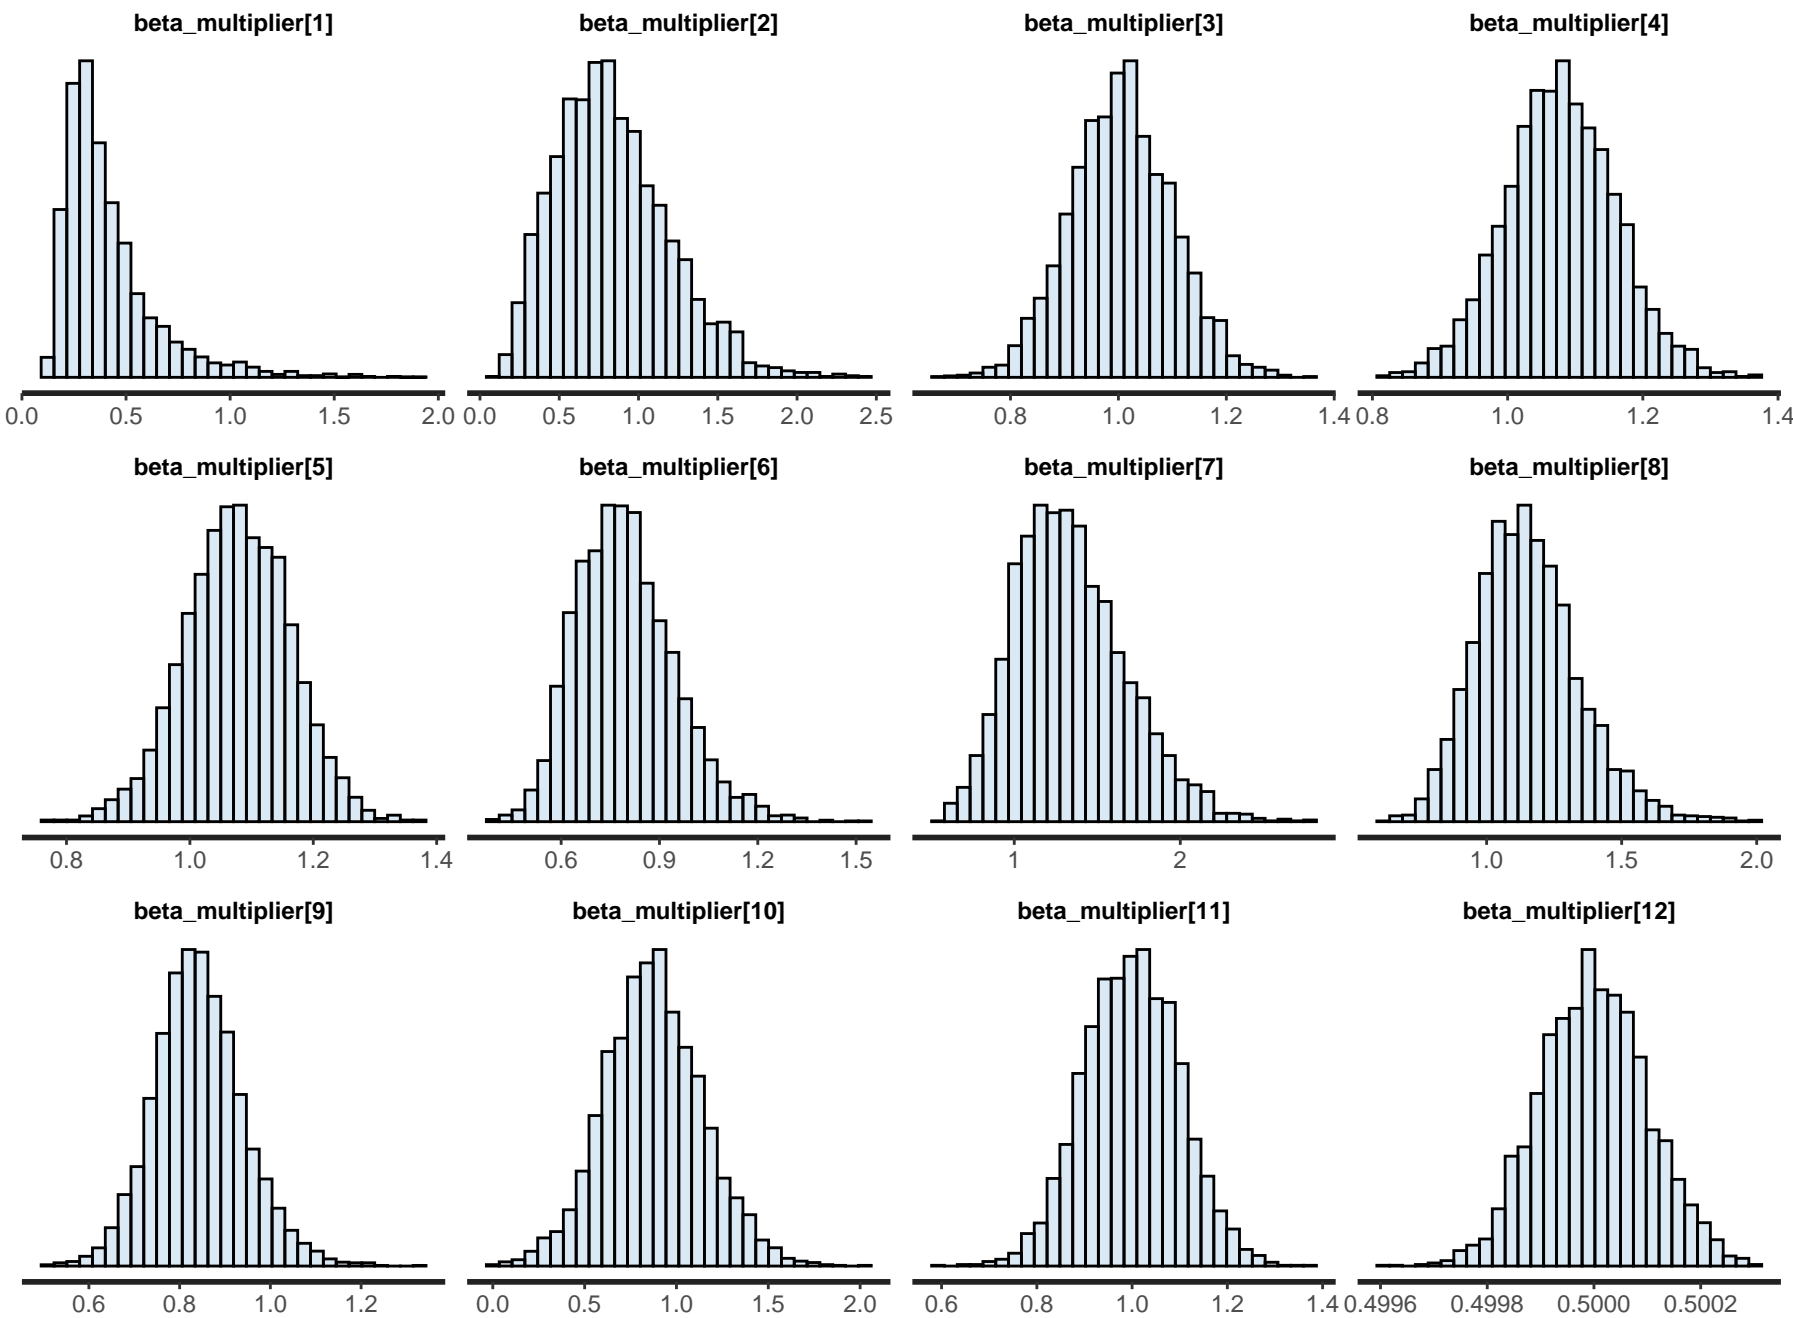 beta_multiplier[1] beta_multiplier[2] beta_multiplier[3] beta_multiplier[4]
0.0 0.5 1.0 1.5 2.0 0.0 0.5 1.0 1.5 2.0 2.5 0.8 1.0 1.2 1.4 0.8 1.0 1.2 1.4
beta_multiplier[5] beta_multiplier[6] beta_multiplier[7] beta_multiplier[8]
0.8 1.0 1.2 1.4 0.6 0.9 1.2 1.5 1 2 1.0 1.5 2.0
beta_multiplier[9] beta_multiplier[10] beta_multiplier[11] beta_multiplier[12]
0.6 0.8 1.0 1.2 0.0 0.5 1.0 1.5 2.0 0.6 0.8 1.0 1.2 1.4 0.4996 0.4998 0.5000 0.5002